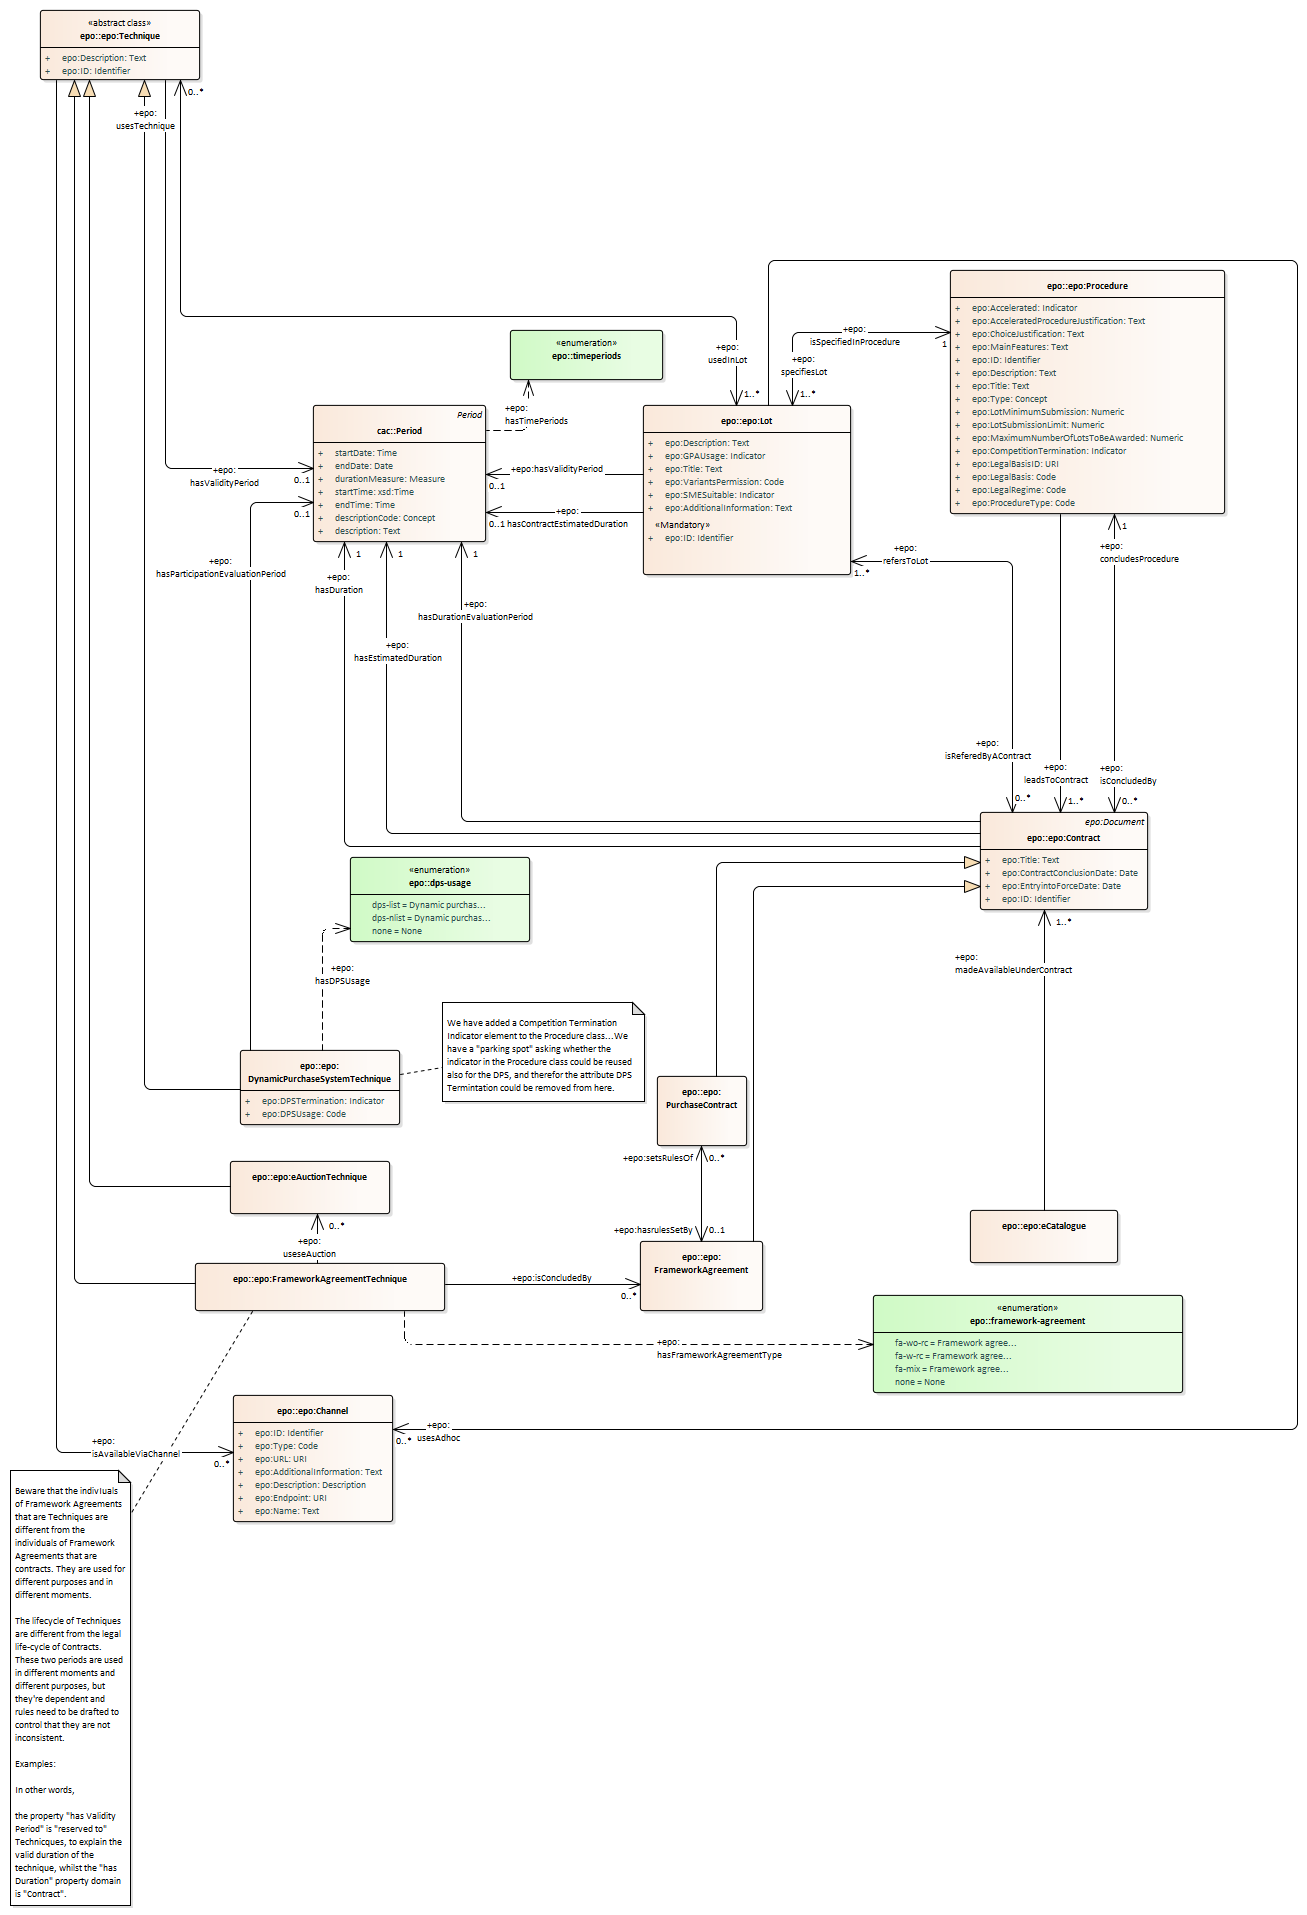 «abstract class»
epo::epo:Technique
+ epo:Description: Text
+ epo:ID: Identifier
0..*
+epo:
usesTechnique
epo::epo:Procedure
+ epo:Accelerated: Indicator
+ epo:AcceleratedProcedureJustification: Text
+ epo:ChoiceJustification: Text
+ epo:MainFeatures: Text
+ epo:ID: Identifier
+ epo:Description: Text
+ epo:Title: Text
+ epo:Type: Concept
+ epo:LotMinimumSubmission: Numeric
+ epo:LotSubmissionLimit: Numeric
+ epo:MaximumNumberOfLotsToBeAwarded: Numeric
+ epo:CompetitionTermination: Indicator
+ epo:LegalBasisID: URI
+ epo:LegalBasis: Code
+ epo:LegalRegime: Code
+ epo:ProcedureType: Code
+epo:
isSpecifiedInProcedure
1
+epo:
specifiesLot
1..*
+epo:
usedInLot
1..*
«enumeration»
epo::timeperiods
+epo:
hasTimePeriods
Period
cac::Period
+ startDate: Time
+ endDate: Date
+ durationMeasure: Measure
+ startTime: xsd:Time
+ endTime: Time
+ descriptionCode: Concept
+ description: Text
epo::epo:Lot
+ epo:Description: Text
+ epo:GPAUsage: Indicator
+ epo:Title: Text
+ epo:VariantsPermission: Code
+ epo:SMESuitable: Indicator
+ epo:AdditionalInformation: Text
«Mandatory»
+ epo:ID: Identifier
+epo:hasValidityPeriod
0..1
+epo:
0..1 hasContractEstimatedDuration
+epo:
hasValidityPeriod
0..1
0..1
+epo:
hasParticipationEvaluationPeriod
1
+epo:
hasDuration
1
+epo:
hasEstimatedDuration
1
+epo:
hasDurationEvaluationPeriod
+epo:
refersToLot
1..*
1
+epo:
concludesProcedure
+epo:
isReferedByAContract
0..*
+epo:
leadsToContract
1..*
+epo:
isConcludedBy
0..*
epo:Document
epo::epo:Contract
+ epo:Title: Text
+ epo:ContractConclusionDate: Date
+ epo:EntryintoForceDate: Date
+ epo:ID: Identifier
1..*
+epo:
madeAvailableUnderContract
«enumeration»
epo::dps-usage
dps-list = Dynamic purchas...
dps-nlist = Dynamic purchas...
none = None
+epo:
hasDPSUsage
We have added a Competition Termination
Indicator element to the Procedure class...We
have a "parking spot" asking whether the
indicator in the Procedure class could be reused
also for the DPS, and therefor the attribute DPS
Termintation could be removed from here.
epo::epo:
DynamicPurchaseSystemTechnique
+ epo:DPSTermination: Indicator
+ epo:DPSUsage: Code
epo::epo:
PurchaseContract
+epo:setsRulesOf
0..*
+epo:hasrulesSetBy
0..1
epo::epo:eAuctionTechnique
0..*
+epo:
useseAuction
epo::epo:eCatalogue
epo::epo:FrameworkAgreementTechnique
+epo:isConcludedBy
0..*
epo::epo:
FrameworkAgreement
+epo:
hasFrameworkAgreementType
«enumeration»
epo::framework-agreement
fa-wo-rc = Framework agree...
fa-w-rc = Framework agree...
fa-mix = Framework agree...
none = None
epo::epo:Channel
+ epo:ID: Identifier
+ epo:Type: Code
+ epo:URL: URI
+ epo:AdditionalInformation: Text
+ epo:Description: Description
+ epo:Endpoint: URI
+ epo:Name: Text
+epo:
usesAdhoc
0..*
+epo:
isAvailableViaChannel
0..*
Beware that the indivIuals
of Framework Agreements
that are Techniques are
different from the
individuals of Framework
Agreements that are
contracts. They are used for
different purposes and in
different moments.
The lifecycle of Techniques
are different from the legal
life-cycle of Contracts.
These two periods are used
in different moments and
different purposes, but
they're dependent and
rules need to be drafted to
control that they are not
inconsistent.
Examples:
In other words,
the property "has Validity
Period" is "reserved to"
Technicques, to explain the
valid duration of the
technique, whilst the "has
Duration" property domain
is "Contract".